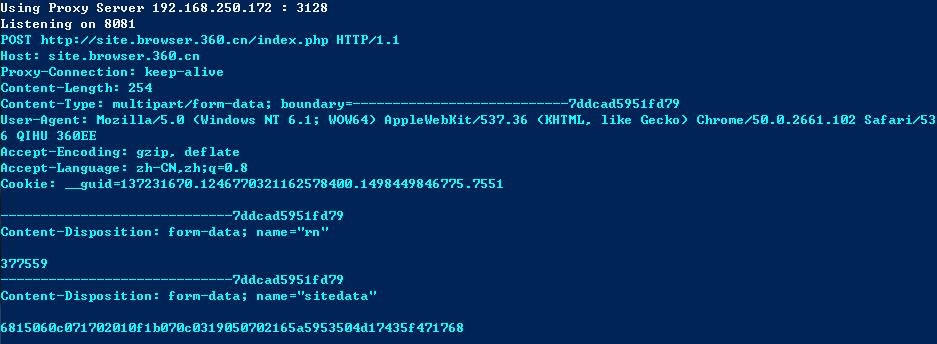 Using Proxy Server 192.168.250.172 : 3128
Listening on 8081
POST http://site.browser.360.cn/index.php HTTP/1.1
Host: site.browser.360.cn
Proxy-Connection: keep-alive
Content-Length: 254
Content-Type: multipart/form-data; boundary=---------------------------7ddcad5951fd79
User-Agent: Mozilla/5.0 (Windows NT 6.1; WOW64) AppleWebKit/537.36 (KHTML, like Gecko) Chrome/50.0.2661.102 Safari/53
6 QIHU 360EE
Accept-Encoding: gzip, deflate
Accept-Language: zh-CN,zh;q=0.8
Cookie: __guid=137231670.1246770321162578400.1498449846775.7551
-----------------------------7ddcad5951fd79
Content-Disposition: form-data; name="rn"
377559
-----------------------------7ddcad5951fd79
Content-Disposition: form-data; name="sitedata"
6815060c071702010f1b070c0319050702165a5953504d17435f471768